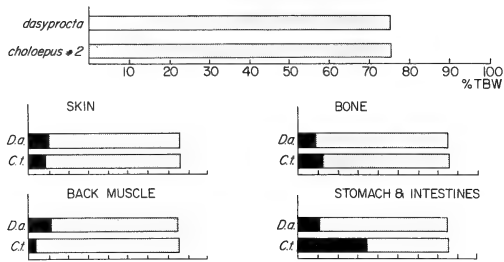 dasyprocta
choloepus #2
10 20 30 40 50 60 70 80 90 100
% TBW
SKIN
D.a.
C.t.
BONE
D.a.
C.t.
BACK MUSCLE
D.a.
C.t.
STOMACH & INTESTINES
D.a.
C.t.